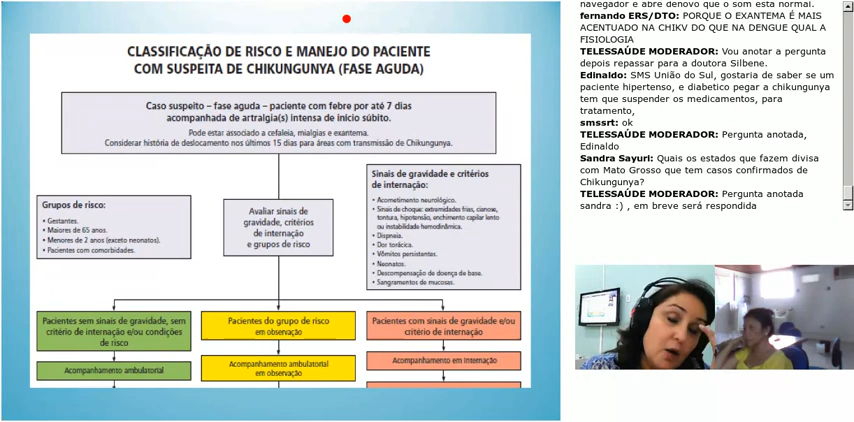 CLASSIFICAÇÃO DE RISCO E MANEJO DO PACIENTE
COM SUSPEITA DE CHIKUNGUNYA (FASE AGUDA)
Caso suspeito – fase aguda – paciente com febre por até 7 dias
acompanhada de artralgia(s) intensa de início súbito.
Pode estar associado a cefaleia, mialgias e exantema.
Considerar história de deslocamento nos últimos 15 dias para áreas com transmissão de Chikungunya.
Grupos de risco:
• Gestantes.
• Maiores de 65 anos.
• Menores de 2 anos (exceto neonatos).
• Pacientes com comorbidades.
Avaliar sinais de
gravidade, critérios
de internação
e grupos de risco
Sinais de gravidade e critérios
de internação:
• Acometimento neurológico.
• Sinais de choque: extremidades frias, cianose,
tontura, hipotensão, enchimento capilar lento
ou instabilidade hemodinâmica.
• Dispneia.
• Dor torácica.
• Vômitos persistentes.
• Neonatos.
• Descompensação de doença de base.
• Sangramentos de mucosas.
Pacientes sem sinais de gravidade, sem
critério de internação e/ou condições
de risco
Pacientes do grupo de risco
em observação
Pacientes com sinais de gravidade e/ou
critério de internação
Acompanhamento ambulatorial
Acompanhamento ambulatorial
em observação
Acompanhamento em internação
navegador e abre denovo que o som esta normal.
fernando ERS/DTO: PORQUE O EXANTEMA É MAIS
ACENTUADO NA CHIKV DO QUE NA DENGUE QUAL A
FISIOLOGIA
TELESSAÚDE MODERADOR: Vou anotar a pergunta
depois repassar para a doutora Silbene.
Edinaldo: SMS União do Sul, gostaria de saber se um
paciente hipertenso, e diabetico pegar a chikungunya
tem que suspender os medicamentos, para
tratamento,
smssrt: ok
TELESSAÚDE MODERADOR: Pergunta anotada,
Edinaldo
Sandra Sayuri: Quais os estados que fazem divisa
com Mato Grosso que tem casos confirmados de
Chikungunya?
TELESSAÚDE MODERADOR: Pergunta anotada
sandra :) , em breve será respondida